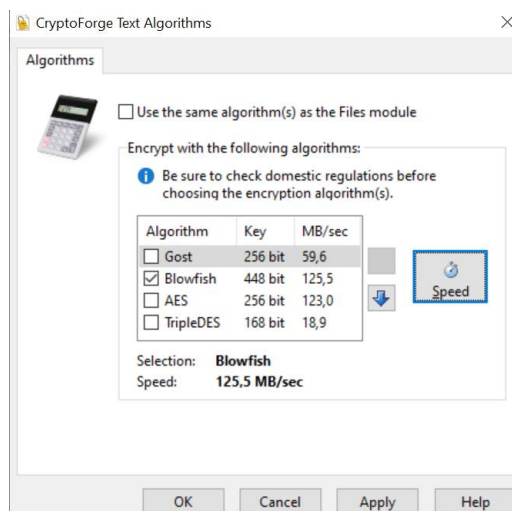 CryptoForge Text Algorithms
Algorithms
Use the same algorithm(s) as the Files module
Encrypt with the following algorithms:
Be sure to check domestic regulations before
choosing the encryption algorithm(s).
Algorithm Key MB/sec
Gost 256 bit 59,6
Blowfish 448 bit 125,5
AES 256 bit 123,0
TripleDES 168 bit 18,9
Speed
Selection: Blowfish
Speed: 125,5 MB/sec
OK Cancel Apply Help